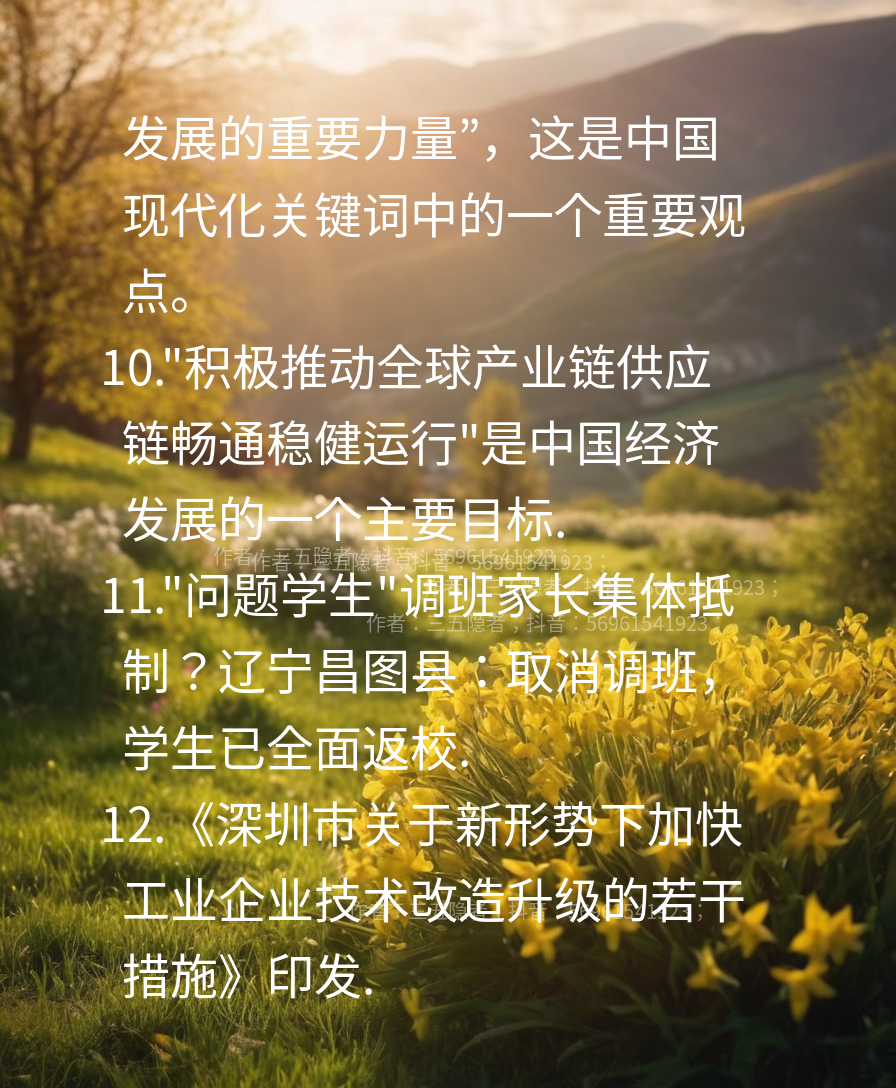 发展的重要力量”，这是中国
现代化关键词中的一个重要观
点。
10."积极推动全球产业链供应
链畅通稳健运行"是中国经济
发展的一个主要目标.
作者：三五隐者；抖音：56961541923；
作者：三五隐者；抖音：56961541923；
11."问题学生"调班家长集体抵
作者：三五隐者；抖音：56961541923；
制？辽宁昌图县：取消调班，
学生已全面返校.
12.《深圳市关于新形势下加快
工业企业技术改造升级的若干
措施》印发.